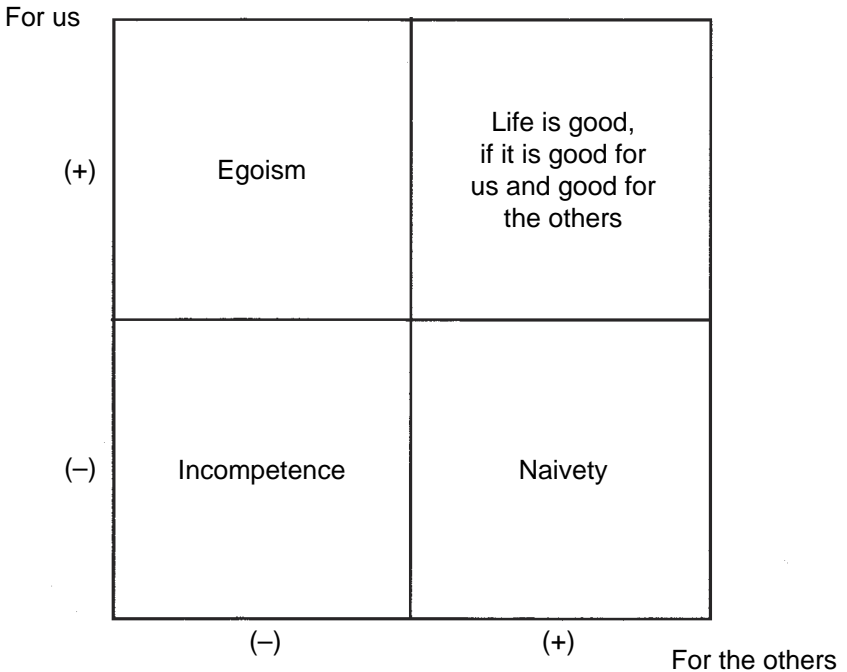 For us
(+)
Egoism
Life is good,
if it is good for
us and good for
the others
(–)
Incompetence
Naivety
(–)
(+)
For the others